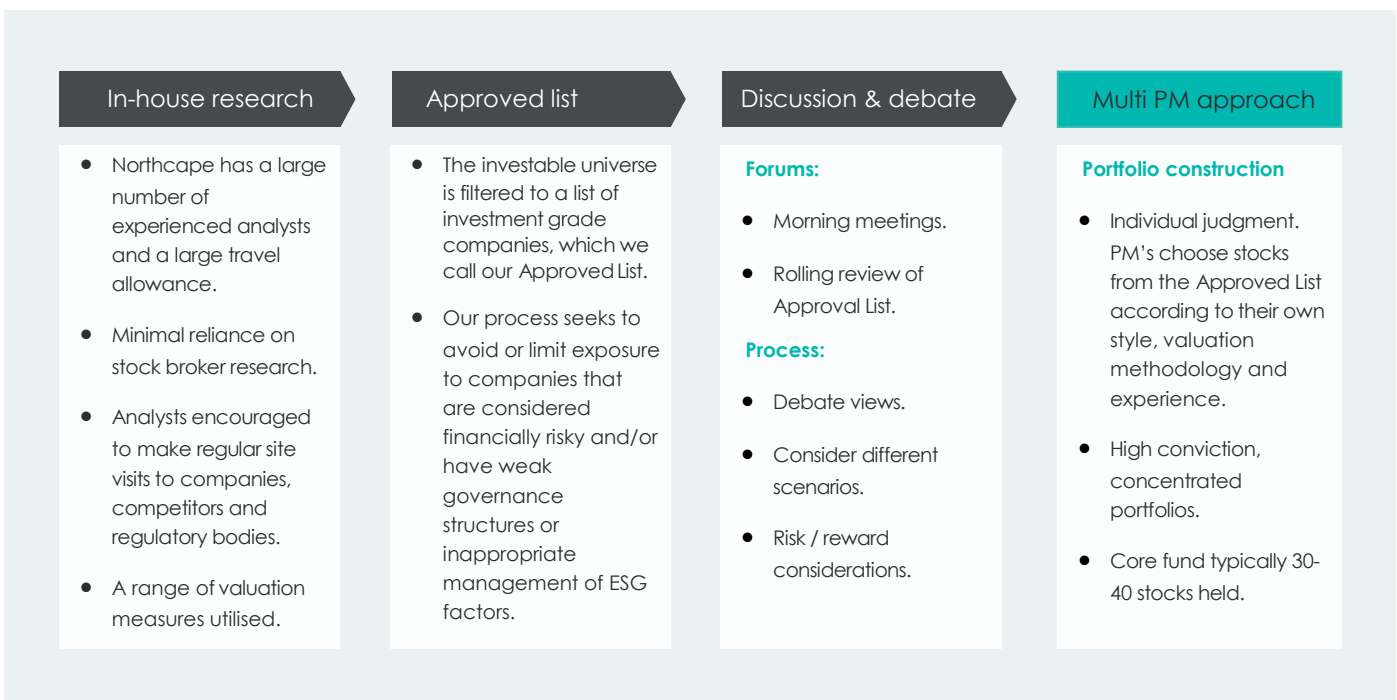 In-house research
Northcape has a large
number of
experienced analysts
and a large travel
allowance.
Minimal reliance on
stock broker research.
Analysts encouraged
to make regular site
visits to companies,
competitors and
regulatory bodies.
A range of valuation
measures utilised.
Approved list
The investable universe
is filtered to a list of
investment grade
companies, which we
call our Approved List.
Our process seeks to
avoid or limit exposure
to companies that
are considered
financially risky and/or
have weak
governance
structures or
inappropriate
management of ESG
factors.
Discussion & debate
Forums:
Morning meetings.
Rolling review of
Approval List.
Process:
Debate views.
Consider different
scenarios.
Risk / reward
considerations.
Multi PM approach
Portfolio construction
Individual judgment.
PM's choose stocks
from the Approved List
according to their own
style, valuation
methodology and
experience.
High conviction,
concentrated
portfolios.
Core fund typically 30-
40 stocks held.